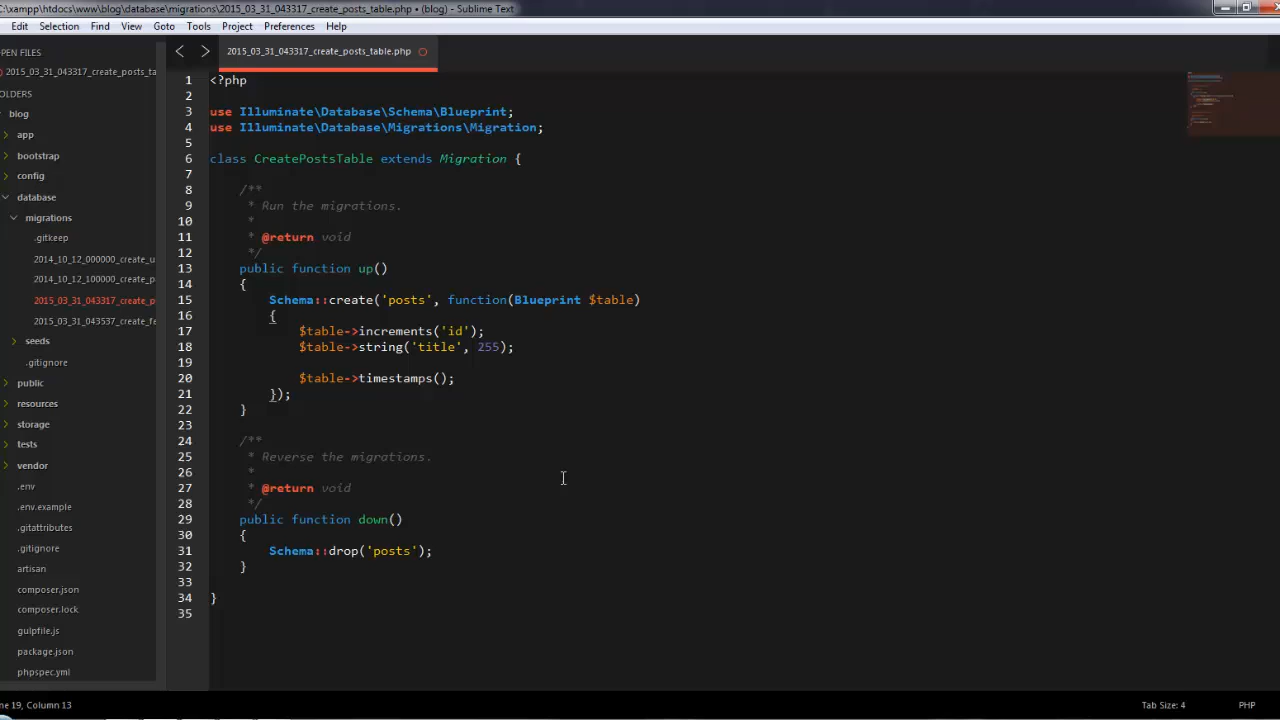 C:\xampp\htdocs\www\blog\database\migrations\2015_03_31_043317_create_posts_table.php • (blog) - Sublime Text
Edit Selection Find View Goto Tools Project Preferences Help
PEN FILES
2015_03_31_043317_create_posts_ta
OLDERS
blog
app
bootstrap
config
database
migrations
.gitkeep
2014_10_12_000000_create_u
2014_10_12_100000_create_p
2015_03_31_043317_create_p
2015_03_31_043537_create_fa
seeds
.gitignore
public
resources
storage
tests
vendor
.env
.env.example
.gitattributes
.gitignore
artisan
composer.json
composer.lock
gulpfile.js
package.json
phpspec.yml
2015_03_31_043317_create_posts_table.php
1 <?php
2
3 use Illuminate\Database\Schema\Blueprint;
4 use Illuminate\Database\Migrations\Migration;
5
6 class CreatePostsTable extends Migration {
7
8     /**
9      * Run the migrations.
10      *
11      * @return void
12      */
13     public function up()
14     {
15         Schema::create('posts', function(Blueprint $table)
16         {
17             $table->increments('id');
18             $table->string('title', 255);
19
20             $table->timestamps();
21         });
22     }
23
24     /**
25      * Reverse the migrations.
26      *
27      * @return void
28      */
29     public function down()
30     {
31         Schema::drop('posts');
32     }
33
34 }
35
ne 19, Column 13 Tab Size: 4 PHP